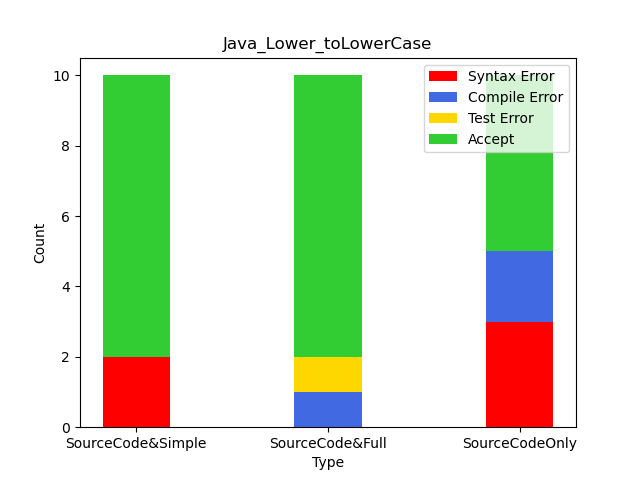 Java_Lower_toLowerCase
Syntax Error
Compile Error
Test Error
Accept
Count
10
8
6
4
2
0
SourceCode&Simple SourceCode&Full SourceCodeOnly
Type